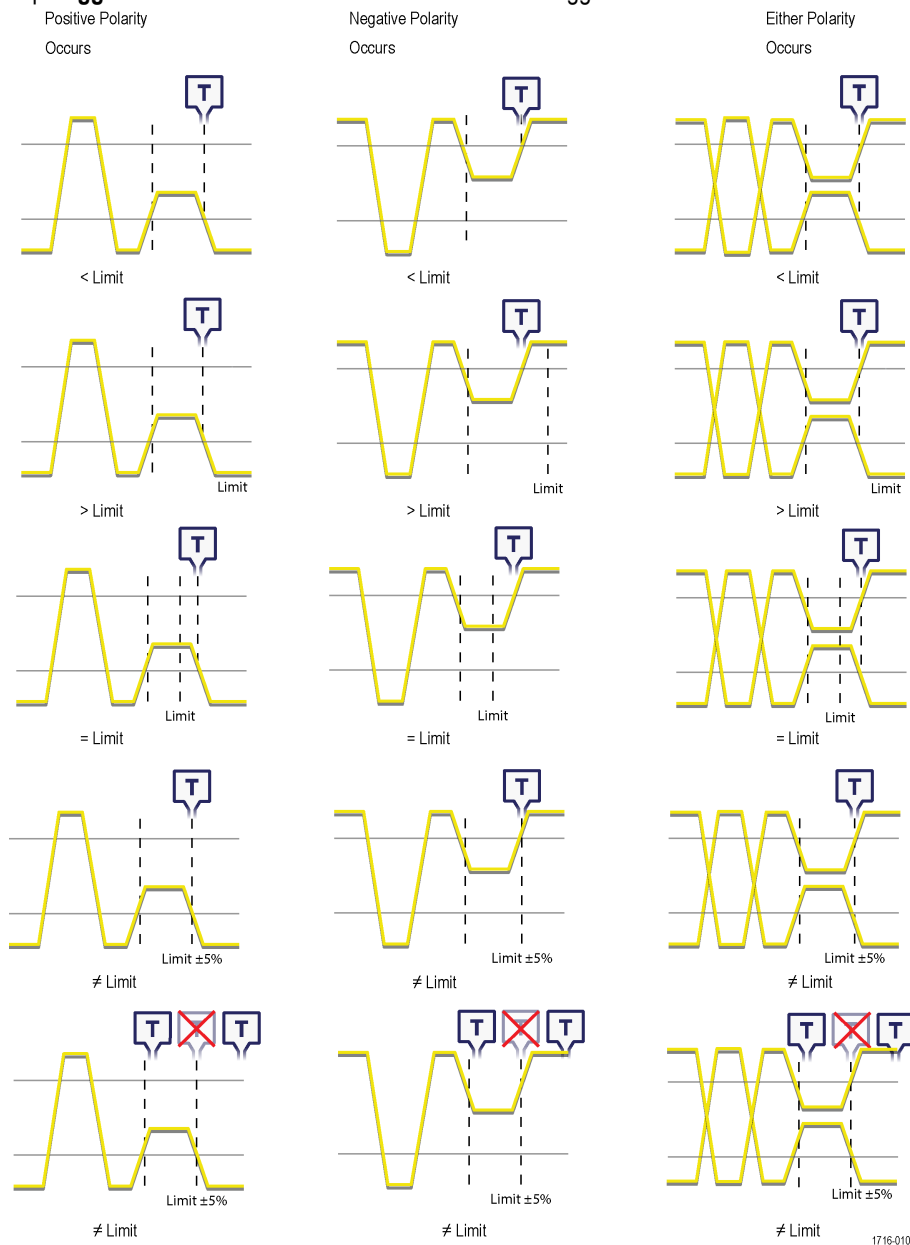 Positive Polarity Negative Polarity Either Polarity
Occurs Occurs Occurs
T T T
< Limit < Limit < Limit
T T T
Limit Limit Limit
> Limit > Limit > Limit
T T T
Limit Limit Limit
= Limit = Limit = Limit
T T T
Limit ±5% Limit ±5% Limit ±5%
≠ Limit ≠ Limit ≠ Limit
T T T T T T T T T
Limit ±5% Limit ±5% Limit ±5%
≠ Limit ≠ Limit ≠ Limit
1716-010